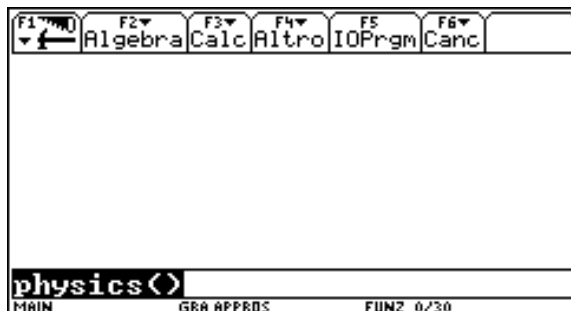 F1 F2 F3 F4 F5 F6
Algebra Calc Altro IOPrgm Canc
physics()
MAIN GRA APPROS FUNZ 0/30